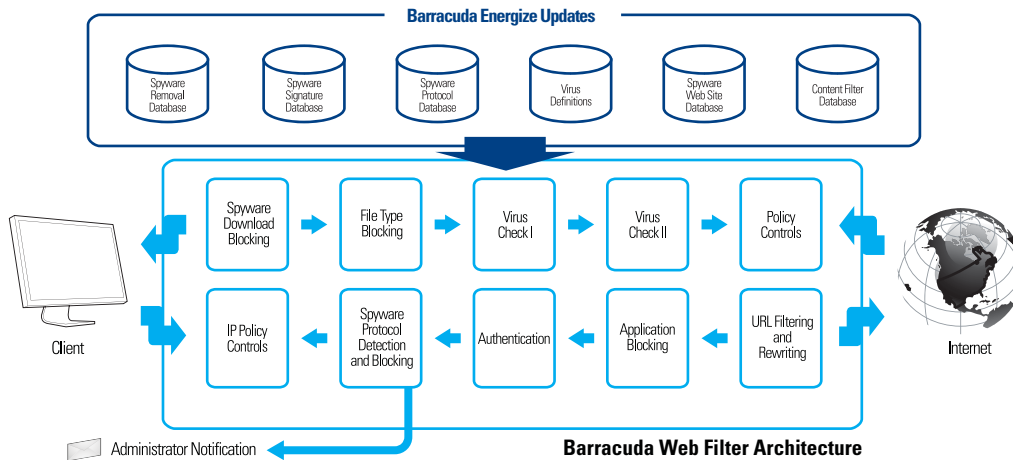 Barracuda Energize Updates
Spyware
Removal
Database
Spyware
Signature
Database
Spyware
Protocol
Database
Virus
Definitions
Spyware
Web Site
Database
Content Filter
Database
Spyware
Download
Blocking
File Type
Blocking
Virus
Check I
Virus
Check II
Policy
Controls
Client
IP Policy
Controls
Spyware
Protocol
Detection
and Blocking
Authentication
Application
Blocking
URL Filtering
and
Rewriting
Internet
Administrator Notification
Barracuda Web Filter Architecture